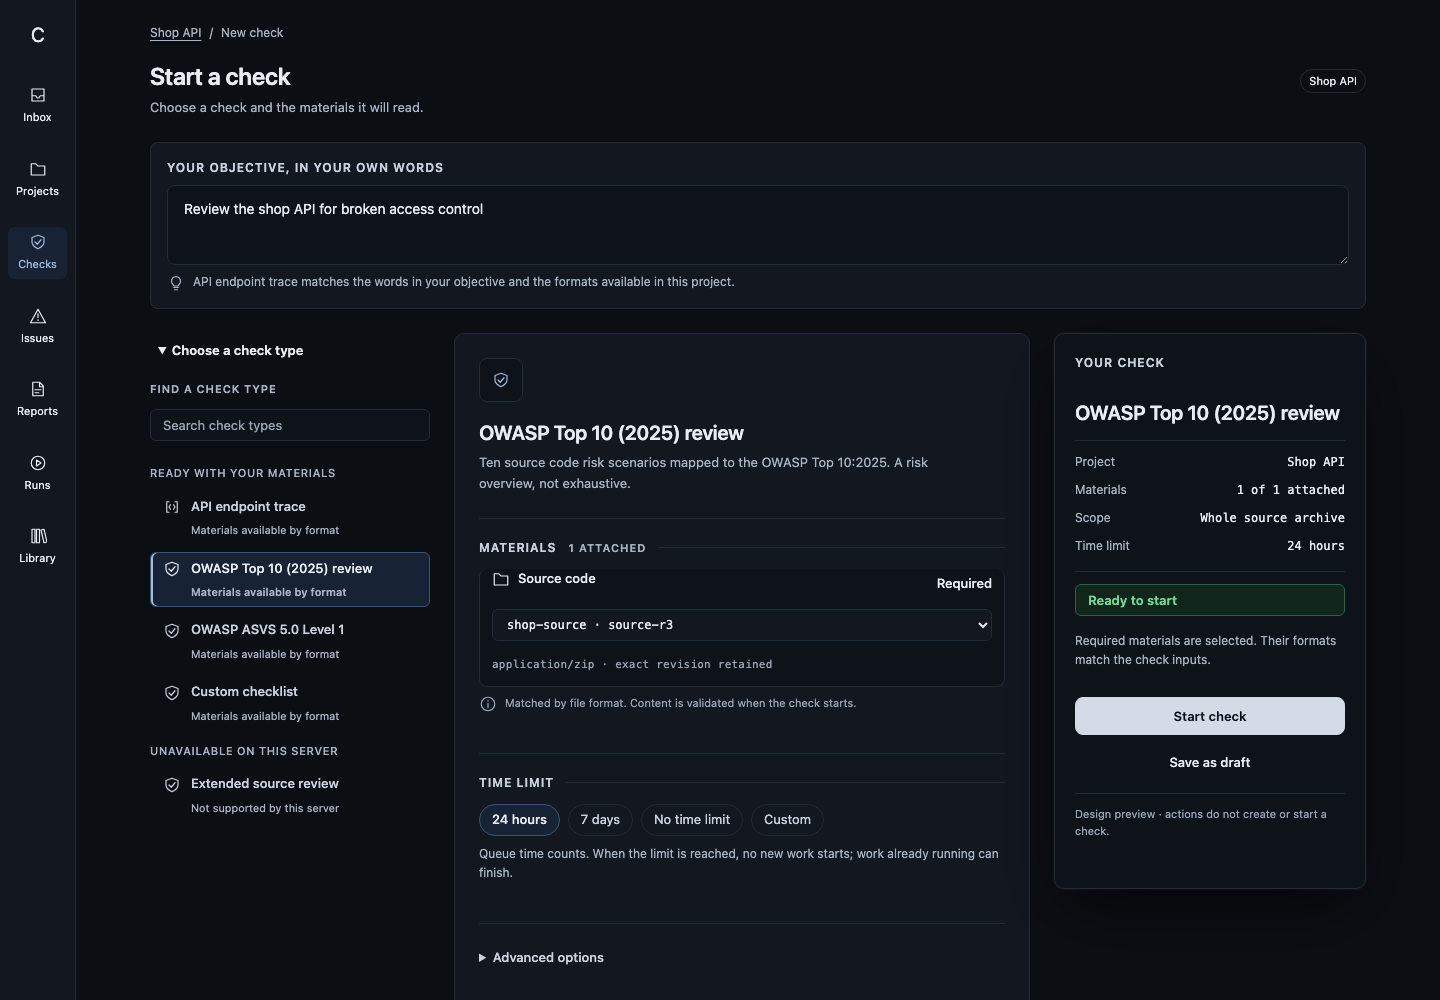 C
Inbox
Projects
Checks
Issues
Reports
Runs
Library
Shop API / New check
Start a check
Choose a check and the materials it will read.
Shop API
YOUR OBJECTIVE, IN YOUR OWN WORDS
Review the shop API for broken access control
API endpoint trace matches the words in your objective and the formats available in this project.
Choose a check type
FIND A CHECK TYPE
Search check types
READY WITH YOUR MATERIALS
API endpoint trace
Materials available by format
OWASP Top 10 (2025) review
Materials available by format
OWASP ASVS 5.0 Level 1
Materials available by format
Custom checklist
Materials available by format
UNAVAILABLE ON THIS SERVER
Extended source review
Not supported by this server
OWASP Top 10 (2025) review
Ten source code risk scenarios mapped to the OWASP Top 10:2025. A risk
overview, not exhaustive.
MATERIALS 1 ATTACHED
Source code
Required
shop-source · source-r3
application/zip · exact revision retained
Matched by file format. Content is validated when the check starts.
TIME LIMIT
24 hours 7 days No time limit Custom
Queue time counts. When the limit is reached, no new work starts; work already running can
finish.
Advanced options
YOUR CHECK
OWASP Top 10 (2025) review
Project Shop API
Materials 1 of 1 attached
Scope Whole source archive
Time limit 24 hours
Ready to start
Required materials are selected. Their formats
match the check inputs.
Start check
Save as draft
Design preview · actions do not create or start a
check.